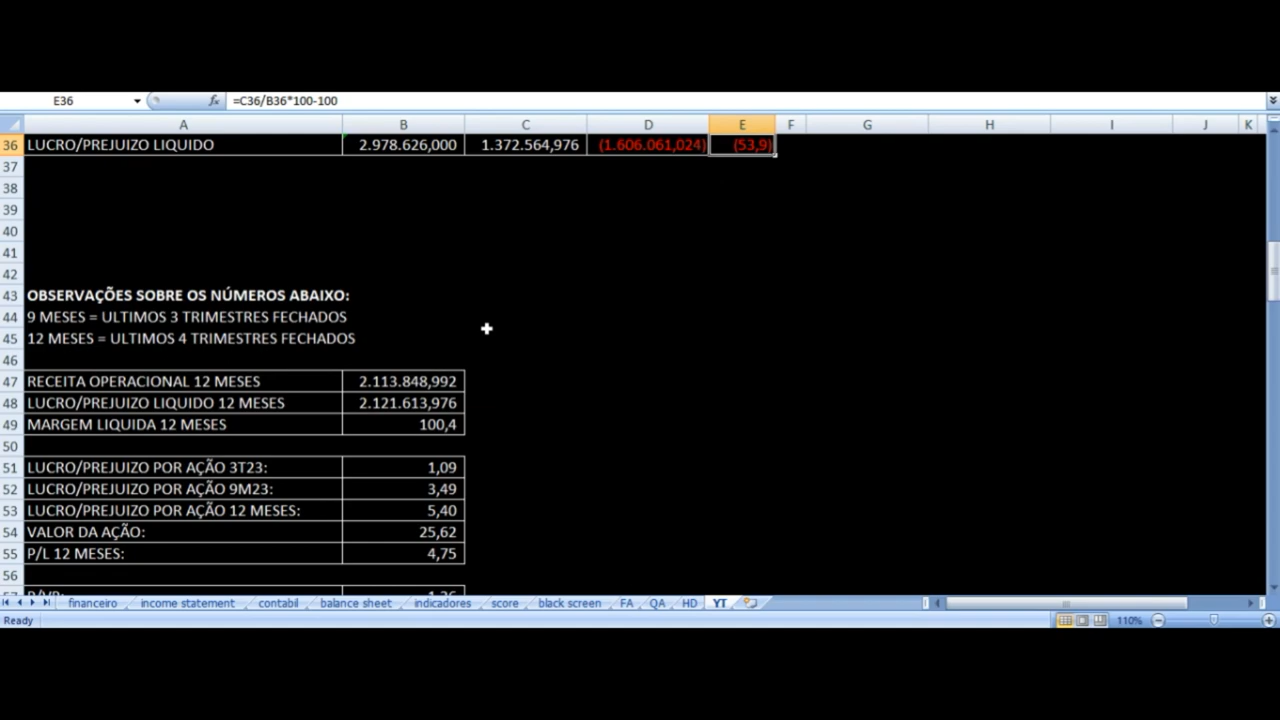 E36 fx =C36/B36*100-100
A B C D E F G H I J K
36 LUCRO/PREJUIZO LIQUIDO 2.978.626,000 1.372.564,976 (1.606.061,024) (53,9)
37
38
39
40
41
42
43 OBSERVAÇÕES SOBRE OS NÚMEROS ABAIXO:
44 9 MESES = ULTIMOS 3 TRIMESTRES FECHADOS
45 12 MESES = ULTIMOS 4 TRIMESTRES FECHADOS
46
47 RECEITA OPERACIONAL 12 MESES 2.113.848,992
48 LUCRO/PREJUIZO LIQUIDO 12 MESES 2.121.613,976
49 MARGEM LIQUIDA 12 MESES 100,4
50
51 LUCRO/PREJUIZO POR AÇÃO 3T23: 1,09
52 LUCRO/PREJUIZO POR AÇÃO 9M23: 3,49
53 LUCRO/PREJUIZO POR AÇÃO 12 MESES: 5,40
54 VALOR DA AÇÃO: 25,62
55 P/L 12 MESES: 4,75
56
financeiro income statement contabil balance sheet indicadores score black screen FA QA HD YT
Ready 110%